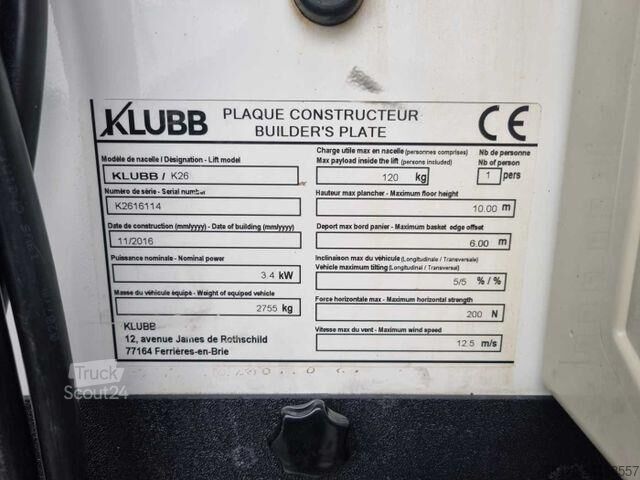 KLUBB
PLAQUE CONSTRUCTEUR
BUILDER'S PLATE
CE
Modèle de nacelle / Désignation - Lift model
KLUBB / K26
Numéro de série - Serial number
K2616114
Date de construction (mm/yyyy) - Date of building (mm/yyyy)
11/2016
Puissance nominale - Nominal power
3.4 kW
Masse du véhicule équipé - Weight of equiped vehicle
2755 kg
KLUBB
12, avenue James de Rothschild
77164 Ferrières-en-Brie
Charge utile max en nacelle (personnes comprises)
Max payload inside the lift (persons included)
120 kg
Nb de personne
Nb of person
1 pers
Hauteur max plancher - Maximum floor height
10.00 m
Deport max bord panier - Maximum basket edge offset
6.00 m
Inclinaison max du véhicule (Longitudinale / Transversale)
Vehicle maximum tilting (Longitudinale / Transversale)
5/5 % / %
Force horizontale max - Maximum horizontal strength
200 N
Vitesse max du vent - Maximum wind speed
12.5 m/s
Truck
Scout24